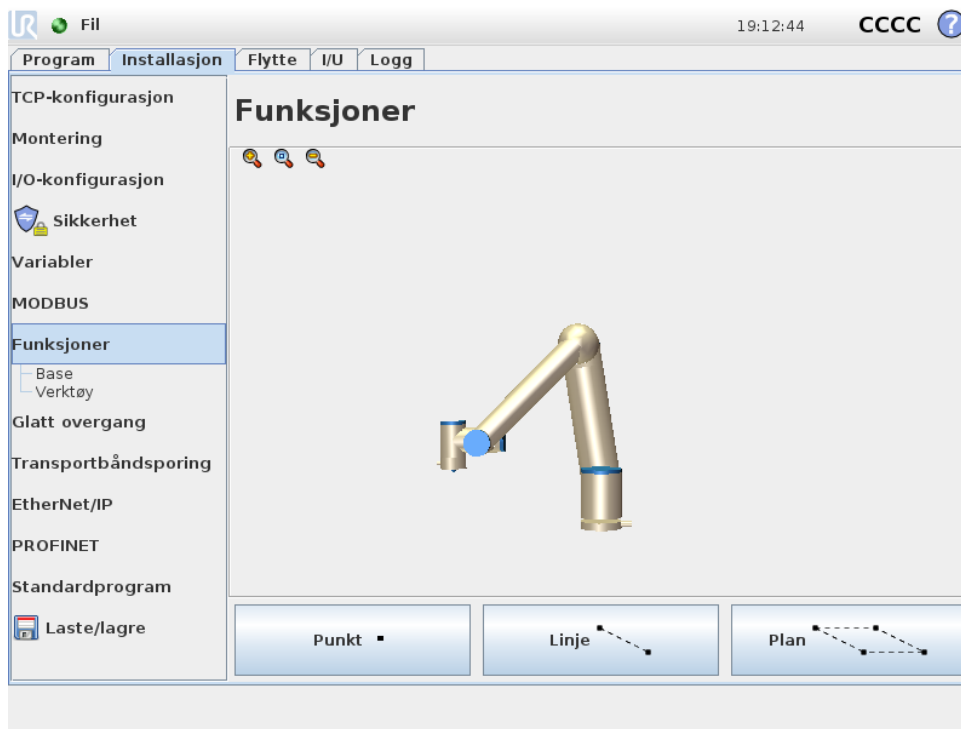 UR Fil 19:12:44 CCCC ?
Program Installasjon Flytte I/U Logg
TCP-konfigurasjon
Montering
I/O-konfigurasjon
Sikkerhet
Variabler
MODBUS
Funksjoner
Base
Verktøy
Glatt overgang
Transportbåndsporing
EtherNet/IP
PROFINET
Standardprogram
Laste/lagre
Funksjoner
Punkt
Linje
Plan